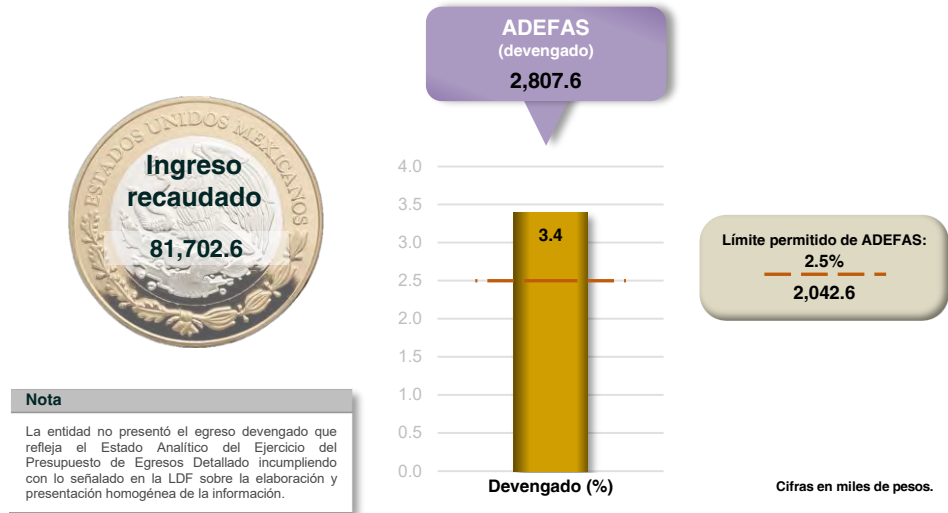 ADEFAS
(devengado)
2,807.6
ESTADOS UNIDOS MEXICANOS
Ingreso
recaudado
81,702.6
4.0
3.5
3.0
2.5
2.0
1.5
1.0
0.5
0.0
3.4
Devengado (%)
Límite permitido de ADEFAS:
2.5%
2,042.6
Nota
La entidad no presentó el egreso devengado que
refleja el Estado Analítico del Ejercicio del
Presupuesto de Egresos Detallado incumpliendo
con lo señalado en la LDF sobre la elaboración y
presentación homogénea de la información.
Cifras en miles de pesos.